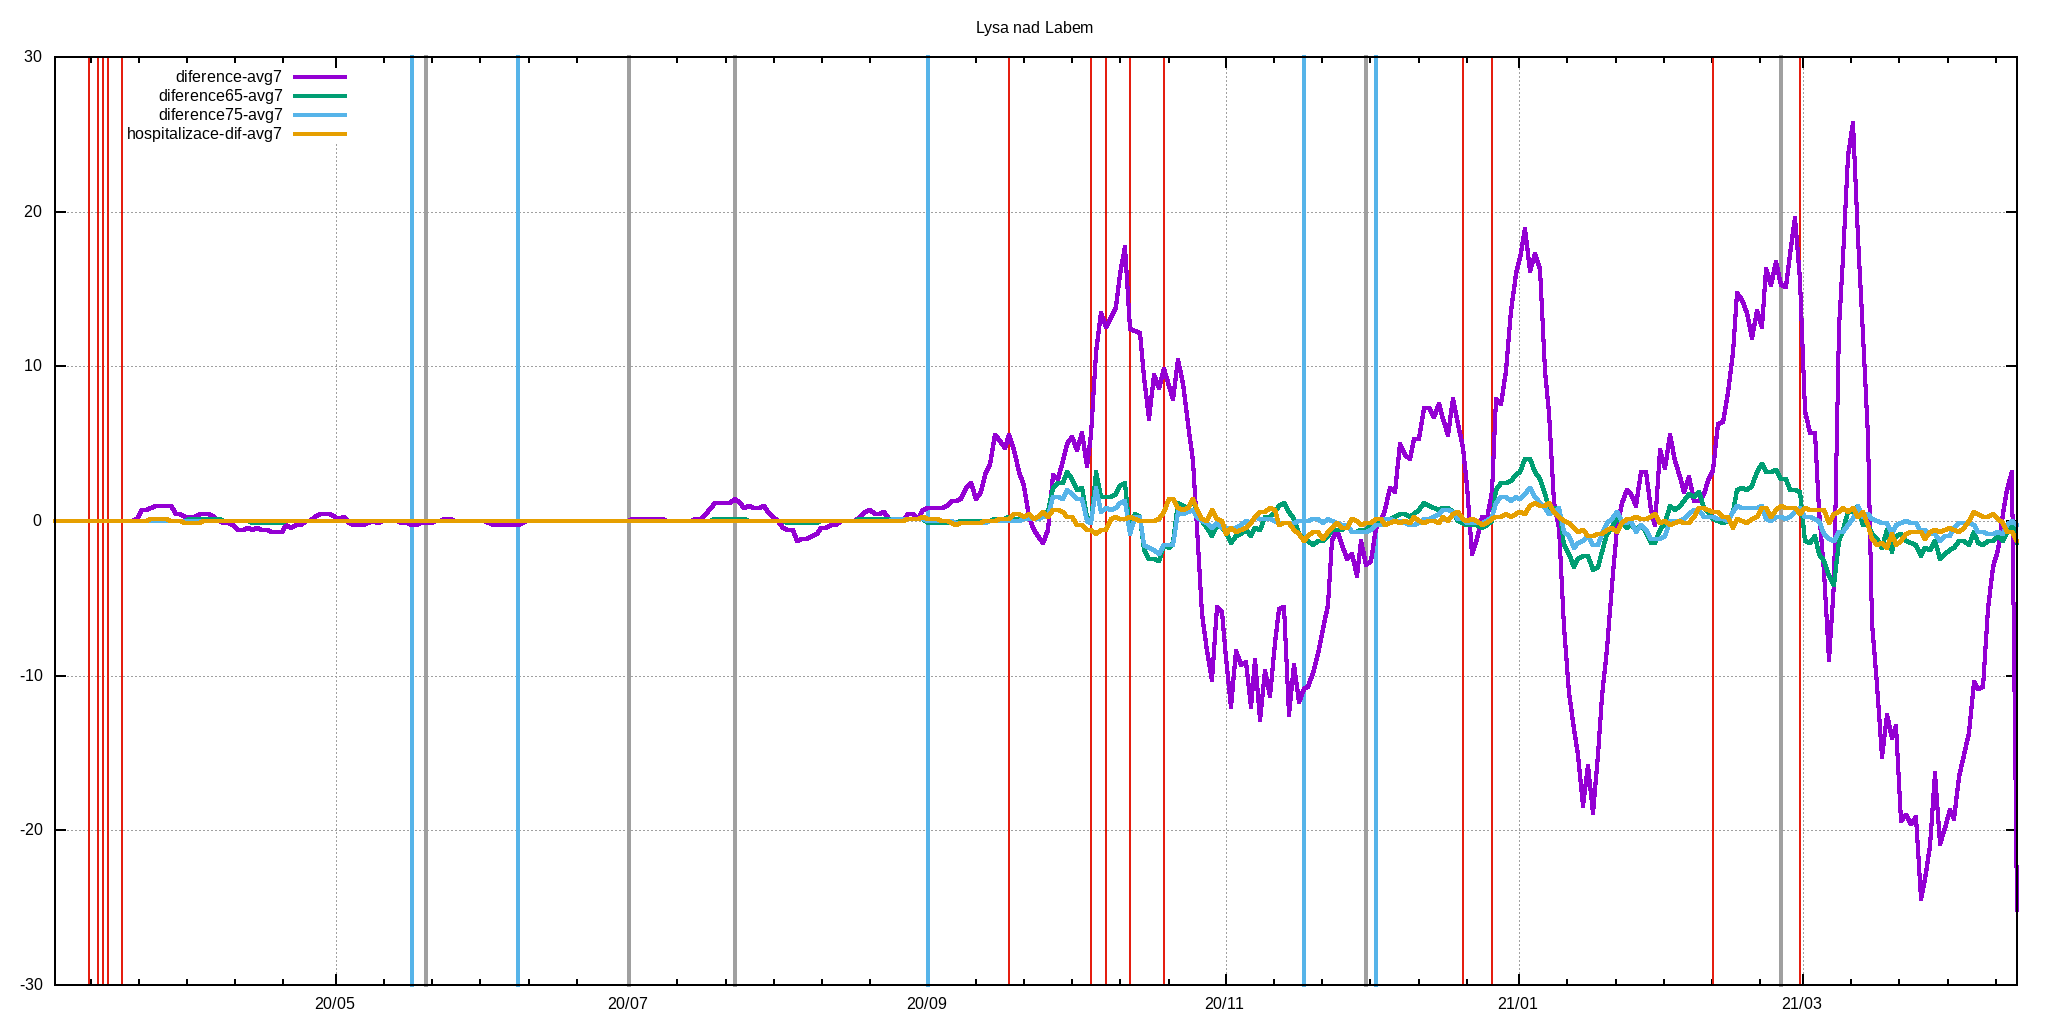 Lysa nad Labem
30
20
10
0
-10
-20
-30
diference-avg7
diference65-avg7
diference75-avg7
hospitalizace-dif-avg7
20/05
20/07
20/09
20/11
21/01
21/03